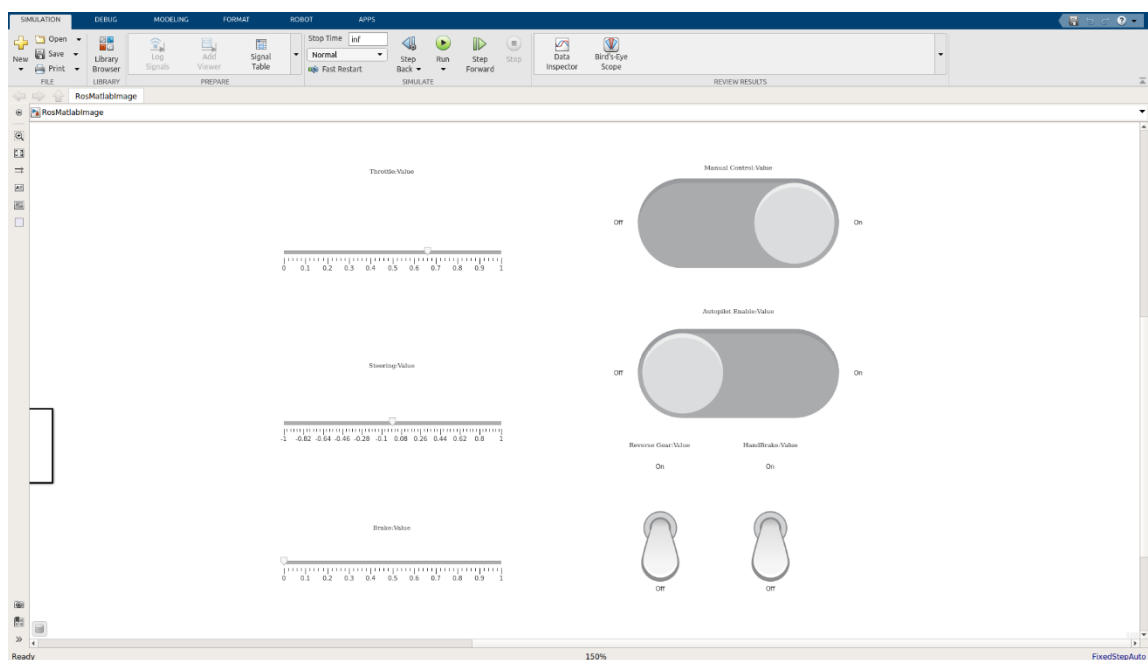 SIMULATION DEBUG MODELING FORMAT ROBOT APPS
New
Open
Save
Print
FILE
Library
Browser
LIBRARY
Log
Signals
Add
Viewer
Signal
Table
PREPARE
Stop Time inf
Normal
Fast Restart
Step
Back
Run
Step
Forward
Stop
SIMULATE
Data
Inspector
Bird's-Eye
Scope
REVIEW RESULTS
RosMatlabImage
RosMatlabImage
Throttle:Value
0 0.1 0.2 0.3 0.4 0.5 0.6 0.7 0.8 0.9 1
Manual Control:Value
Off On
Autopilot Enable:Value
Off On
Steering:Value
-1 -0.82 -0.64 -0.46 -0.28 -0.1 0.08 0.26 0.44 0.62 0.8 1
Reverse Gear:Value
On
Off
HandBrake:Value
On
Off
Brake:Value
0 0.1 0.2 0.3 0.4 0.5 0.6 0.7 0.8 0.9 1
Ready 150% FixedStepAuto